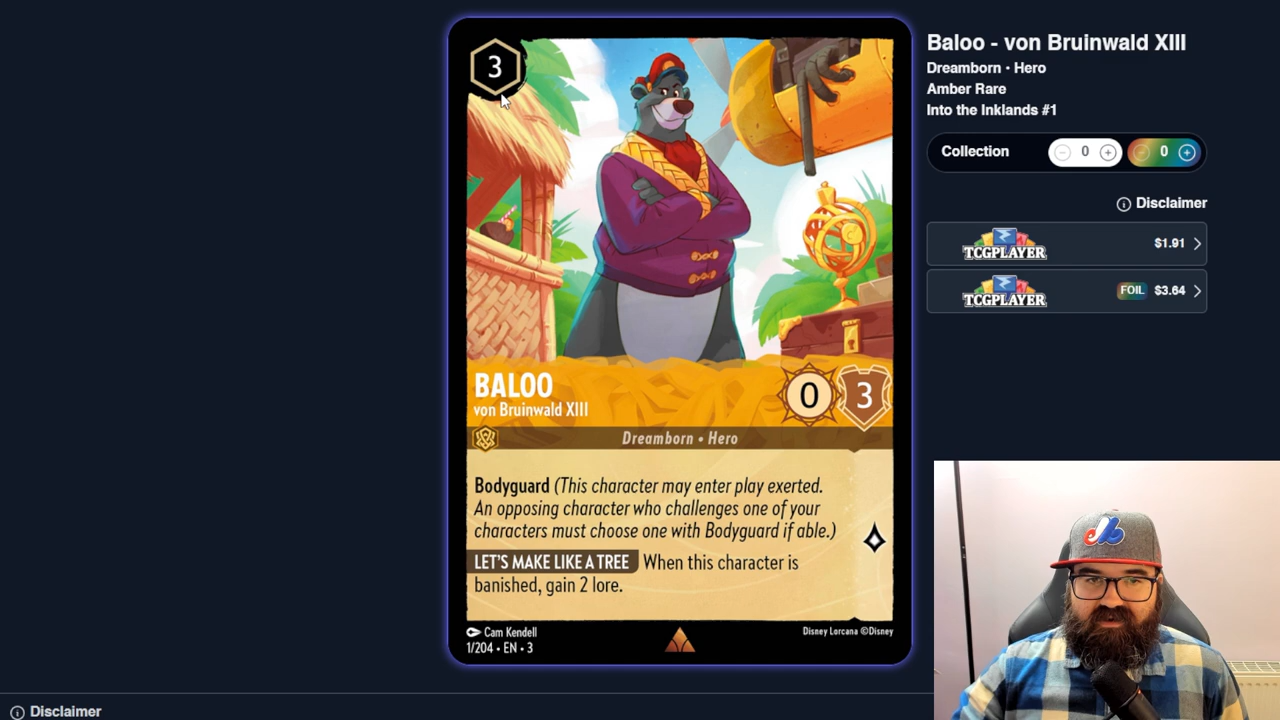 3
BALOO
von Bruinwald XIII
0
3
Dreamborn • Hero
Bodyguard (This character may enter play exerted.
An opposing character who challenges one of your
characters must choose one with Bodyguard if able.)
LET'S MAKE LIKE A TREE When this character is
banished, gain 2 lore.
Cam Kendell
1/204 • EN • 3
Disney Lorcana ©Disney
Baloo - von Bruinwald XIII
Dreamborn • Hero
Amber Rare
Into the Inklands #1
Collection
0
0
Disclaimer
TCGPLAYER
$1.91
TCGPLAYER
FOIL $3.64
Disclaimer